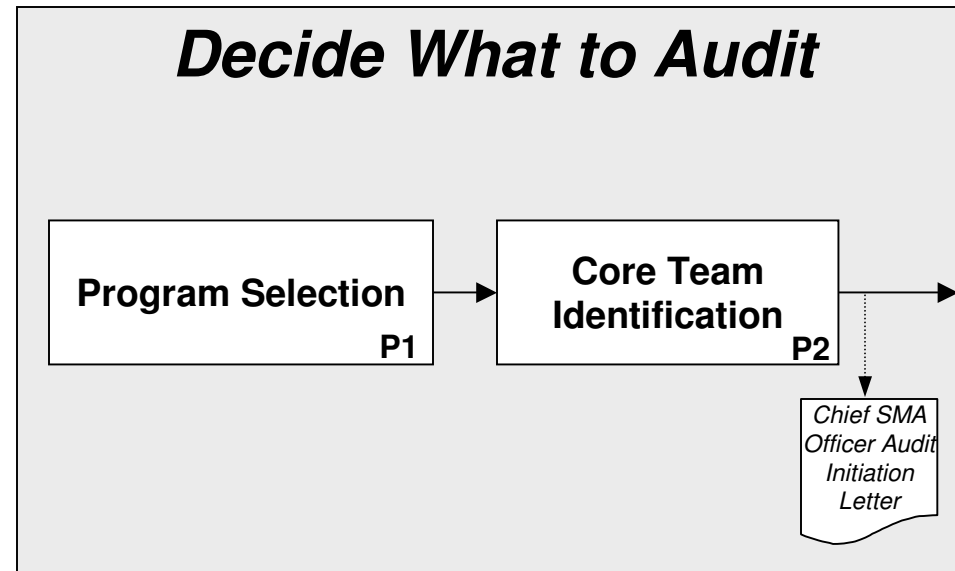 Decide What to Audit
Program Selection
P1
Core Team
Identification
P2
Chief SMA
Officer Audit
Initiation
Letter